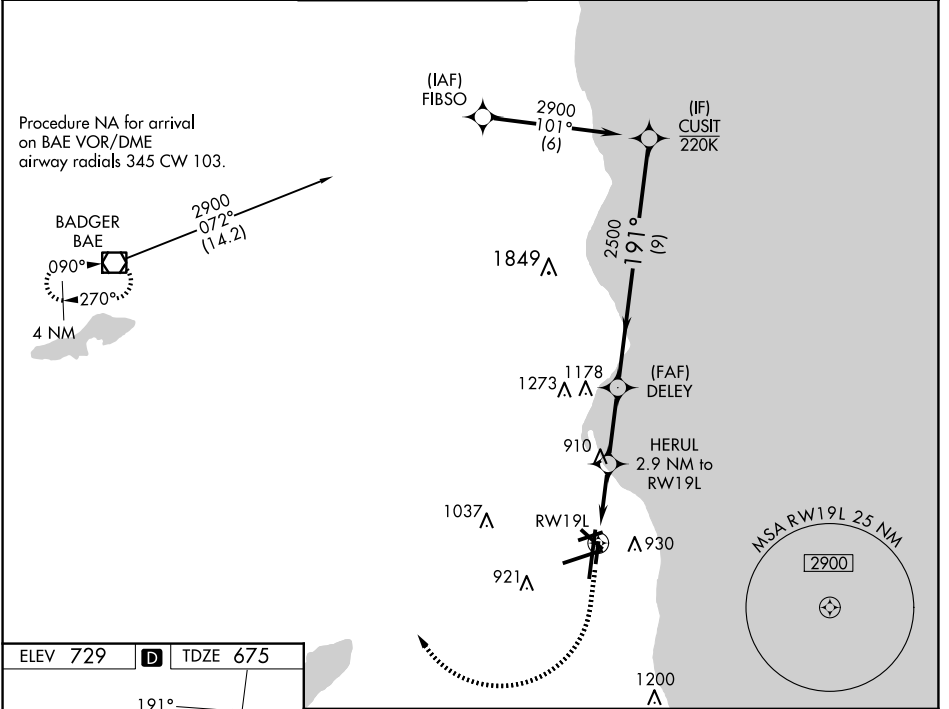 (IAF)
FIBSO
2900
101°
(6)
(IF)
CUSIT
220K
Procedure NA for arrival
on BAE VOR/DME
airway radials 345 CW 103.
2900
072°
(14.2)
BADGER
BAE
090°
270°
4 NM
2500
191°
(9)
1849
1273
1178
(FAF)
DELEY
910
HERUL
2.9 NM to
RW19L
1037
RW19L
930
921
MSA RW19L 25 NM
2900
1200
ELEV 729 D TDZE 675
191°